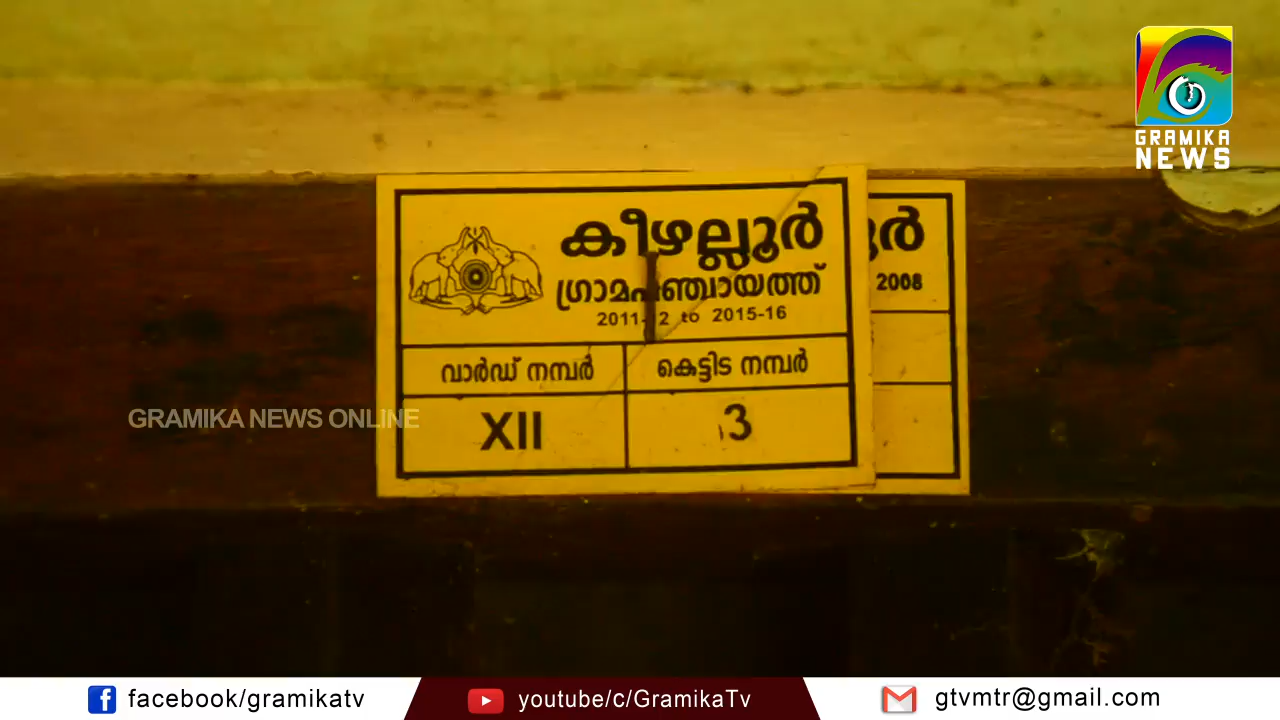 GRAMIKA
NEWS
കീഴല്ലൂർ
ഗ്രാമപഞ്ചായത്ത്
2011-12 to 2015-16
2008
വാർഡ് നമ്പർ
കെട്ടിട നമ്പർ
XII
3
GRAMIKA NEWS ONLINE
facebook/gramikatv
youtube/c/GramikaTv
gtvmtr@gmail.com